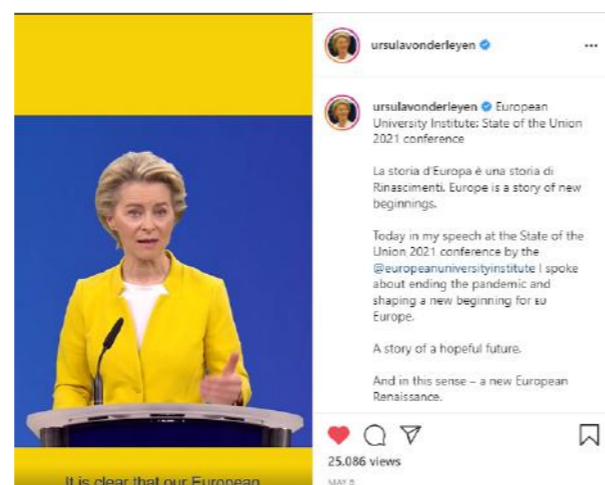 ursulavonderleyen
ursulavonderleyen European
University Institute: State of the Union
2021 conference
La storia d'Europa è una storia di
Rinascimenti. Europe is a story of new
beginnings.
Today in my speech at the State of the
Union 2021 conference by the
@europeanuniversityinstitute I spoke
about ending the pandemic and
shaping a new beginning for EU
Europe.
A story of a hopeful future.
And in this sense – a new European
Renaissance.
25.086 views
MAY 8
It is clear that our European